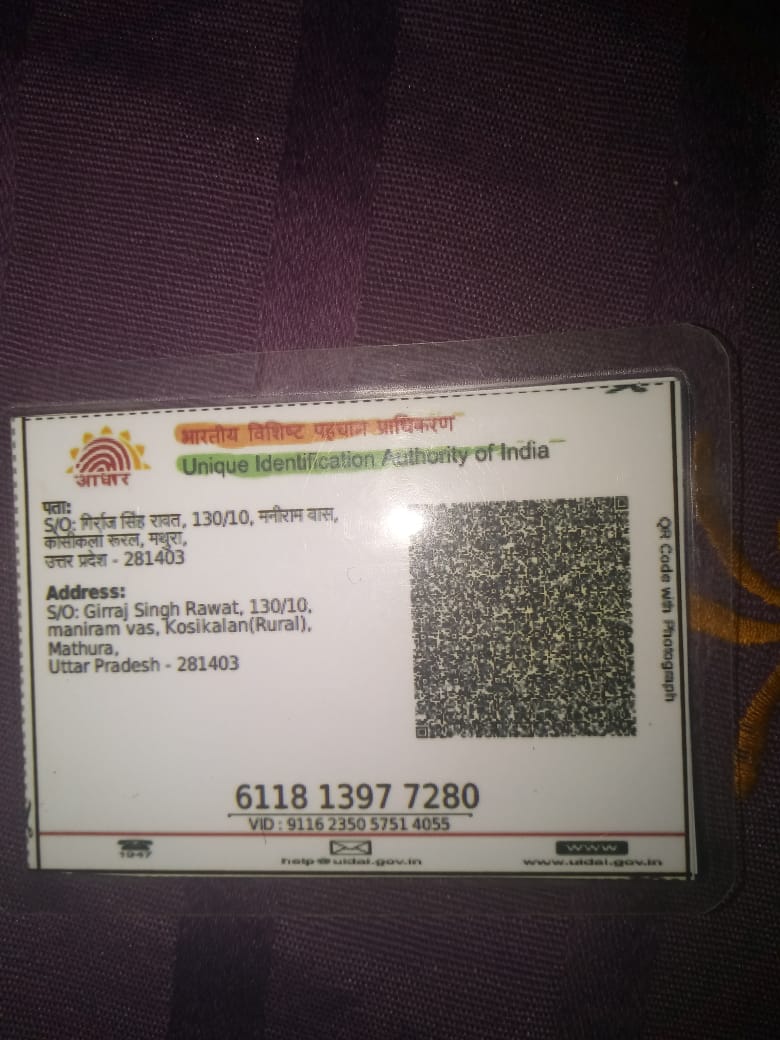 आधार
भारतीय विशिष्ट पहचान प्राधिकरण
Unique Identification Authority of India
पता:
S/O: गिर्राज सिंह रावत, 130/10, मनीराम वास,
कोसीकला रूरल, मथुरा,
उत्तर प्रदेश - 281403
Address:
S/O: Girraj Singh Rawat, 130/10,
maniram vas, Kosikalan(Rural),
Mathura,
Uttar Pradesh - 281403
QR Code with Photograph
6118 1397 7280
VID : 9116 2350 5751 4055
1947
help@uidai.gov.in
WWW
www.uidai.gov.in